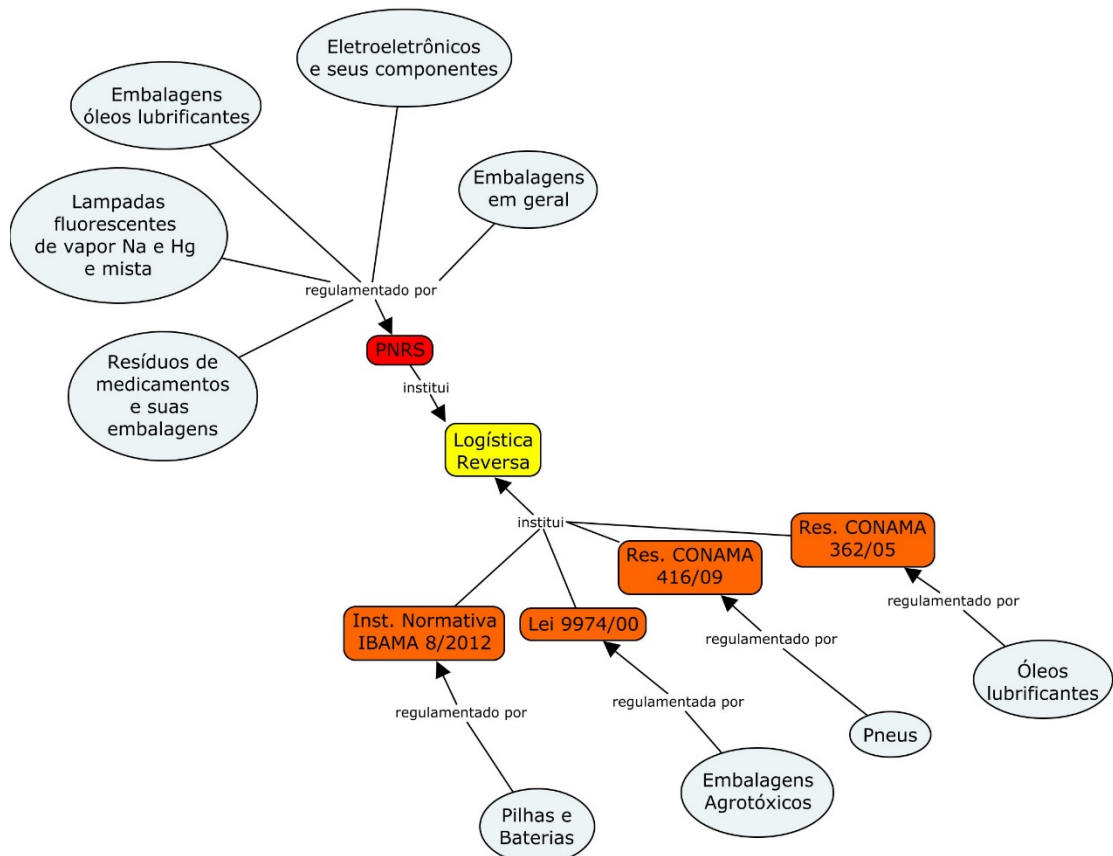 Eletroeletrônicos
e seus componentes
Embalagens
óleos lubrificantes
Embalagens
em geral
Lampadas
fluorescentes
de vapor Na e Hg
e mista
regulamentado por
PNRS
Resíduos de
medicamentos
e suas
embalagens
institui
Logística
Reversa
institui
Res. CONAMA
362/05
Res. CONAMA
416/09
Inst. Normativa
IBAMA 8/2012
Lei 9974/00
regulamentado por
regulamentado por
regulamentado por
regulamentada por
Óleos
lubrificantes
Pneus
Embalagens
Agrotóxicos
Pilhas e
Baterias